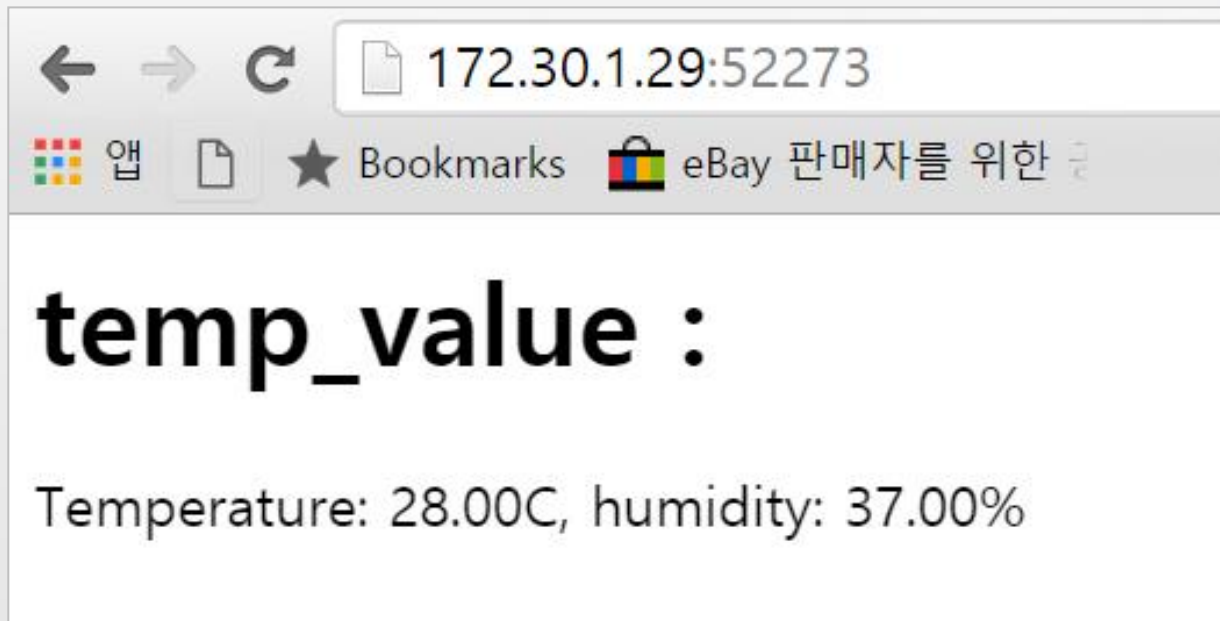 172.30.1.29:52273
앱 Bookmarks eBay 판매자를 위한
temp_value :
Temperature: 28.00C, humidity: 37.00%